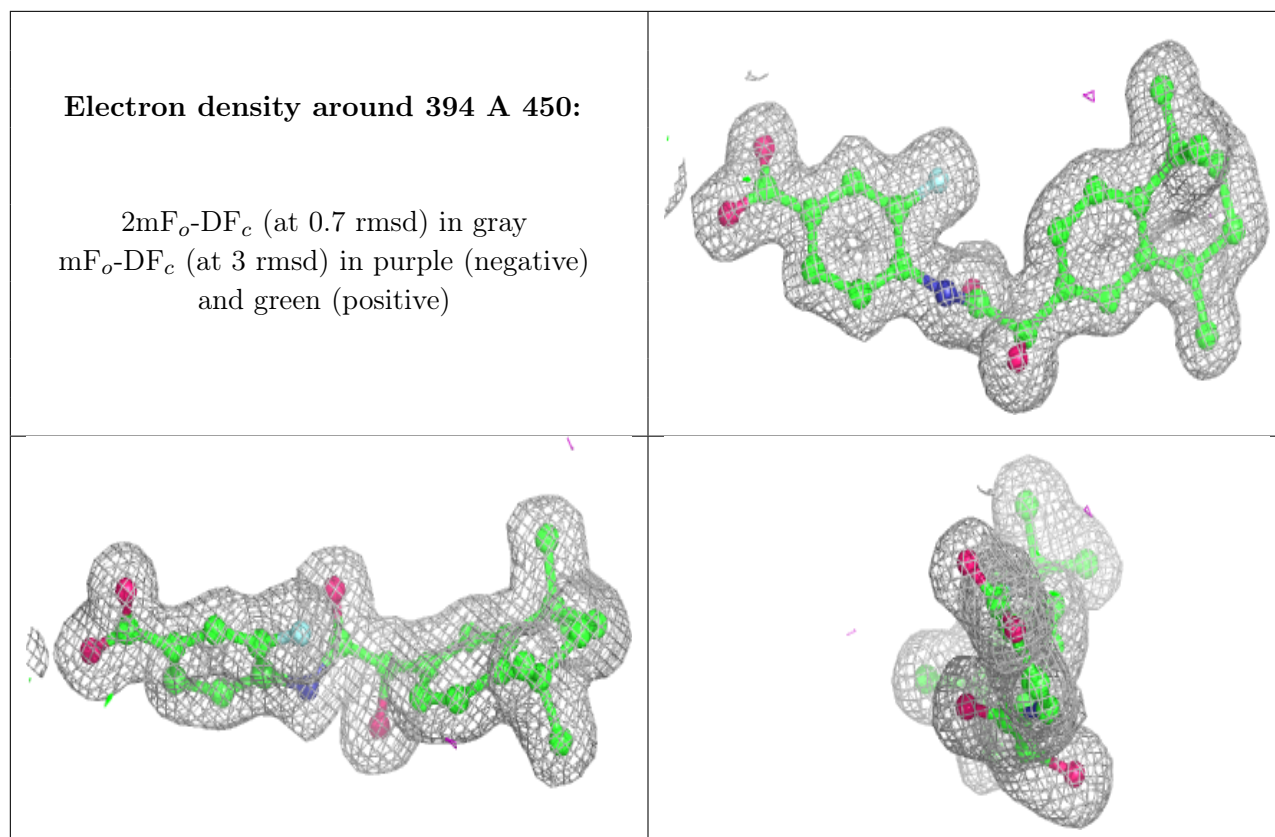 Electron density around 394 A 450:
2mFo-DFc (at 0.7 rmsd) in gray
mFo-DFc (at 3 rmsd) in purple (negative)
and green (positive)